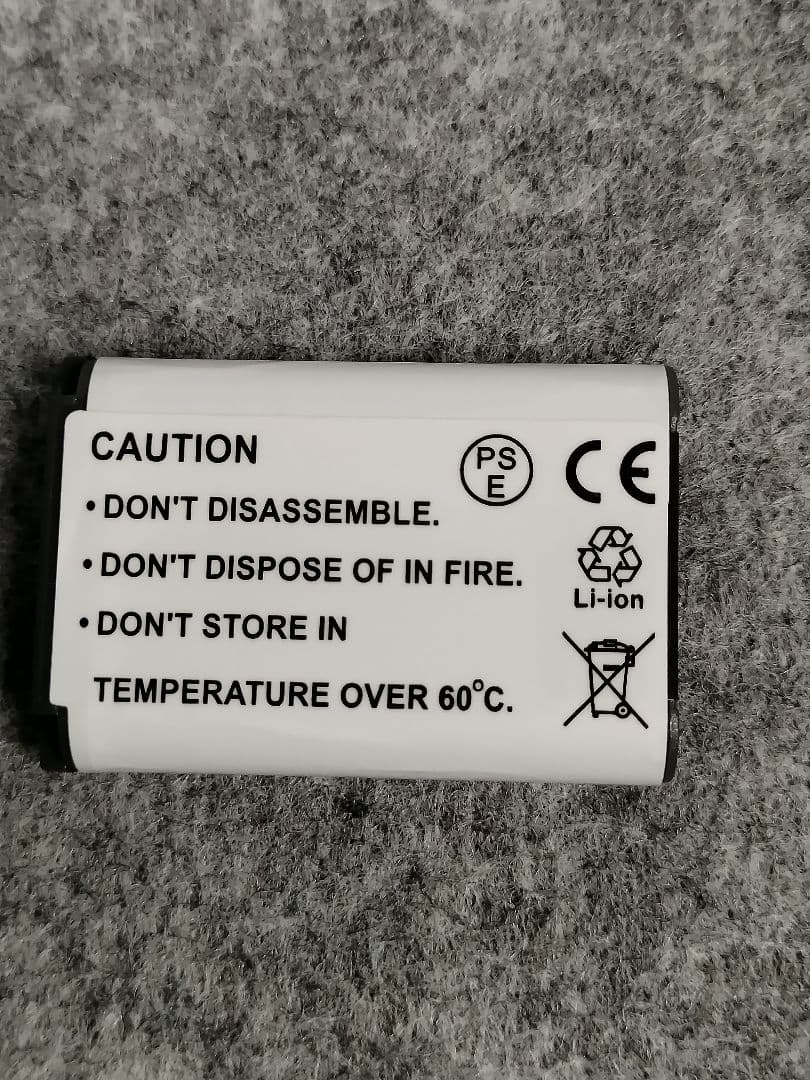 CAUTION
PS
E
CE
•DON'T DISASSEMBLE.
•DON'T DISPOSE OF IN FIRE.
Li-ion
•DON'T STORE IN
TEMPERATURE OVER 60°C.